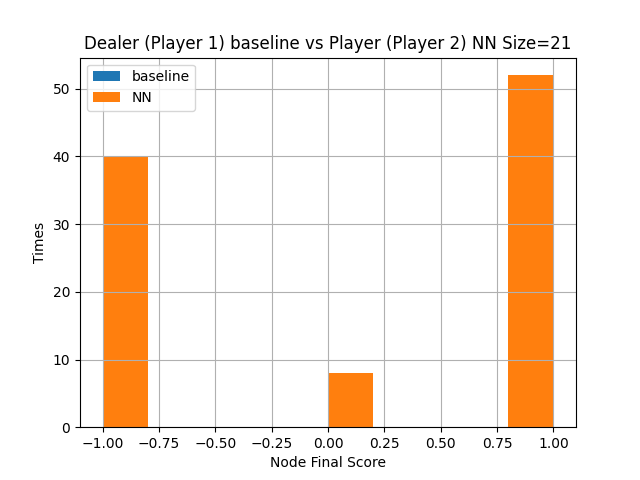 Dealer (Player 1) baseline vs Player (Player 2) NN Size=21
baseline
NN
50
40
30
20
10
0
Times
−1.00 −0.75 −0.50 −0.25 0.00 0.25 0.50 0.75 1.00
Node Final Score